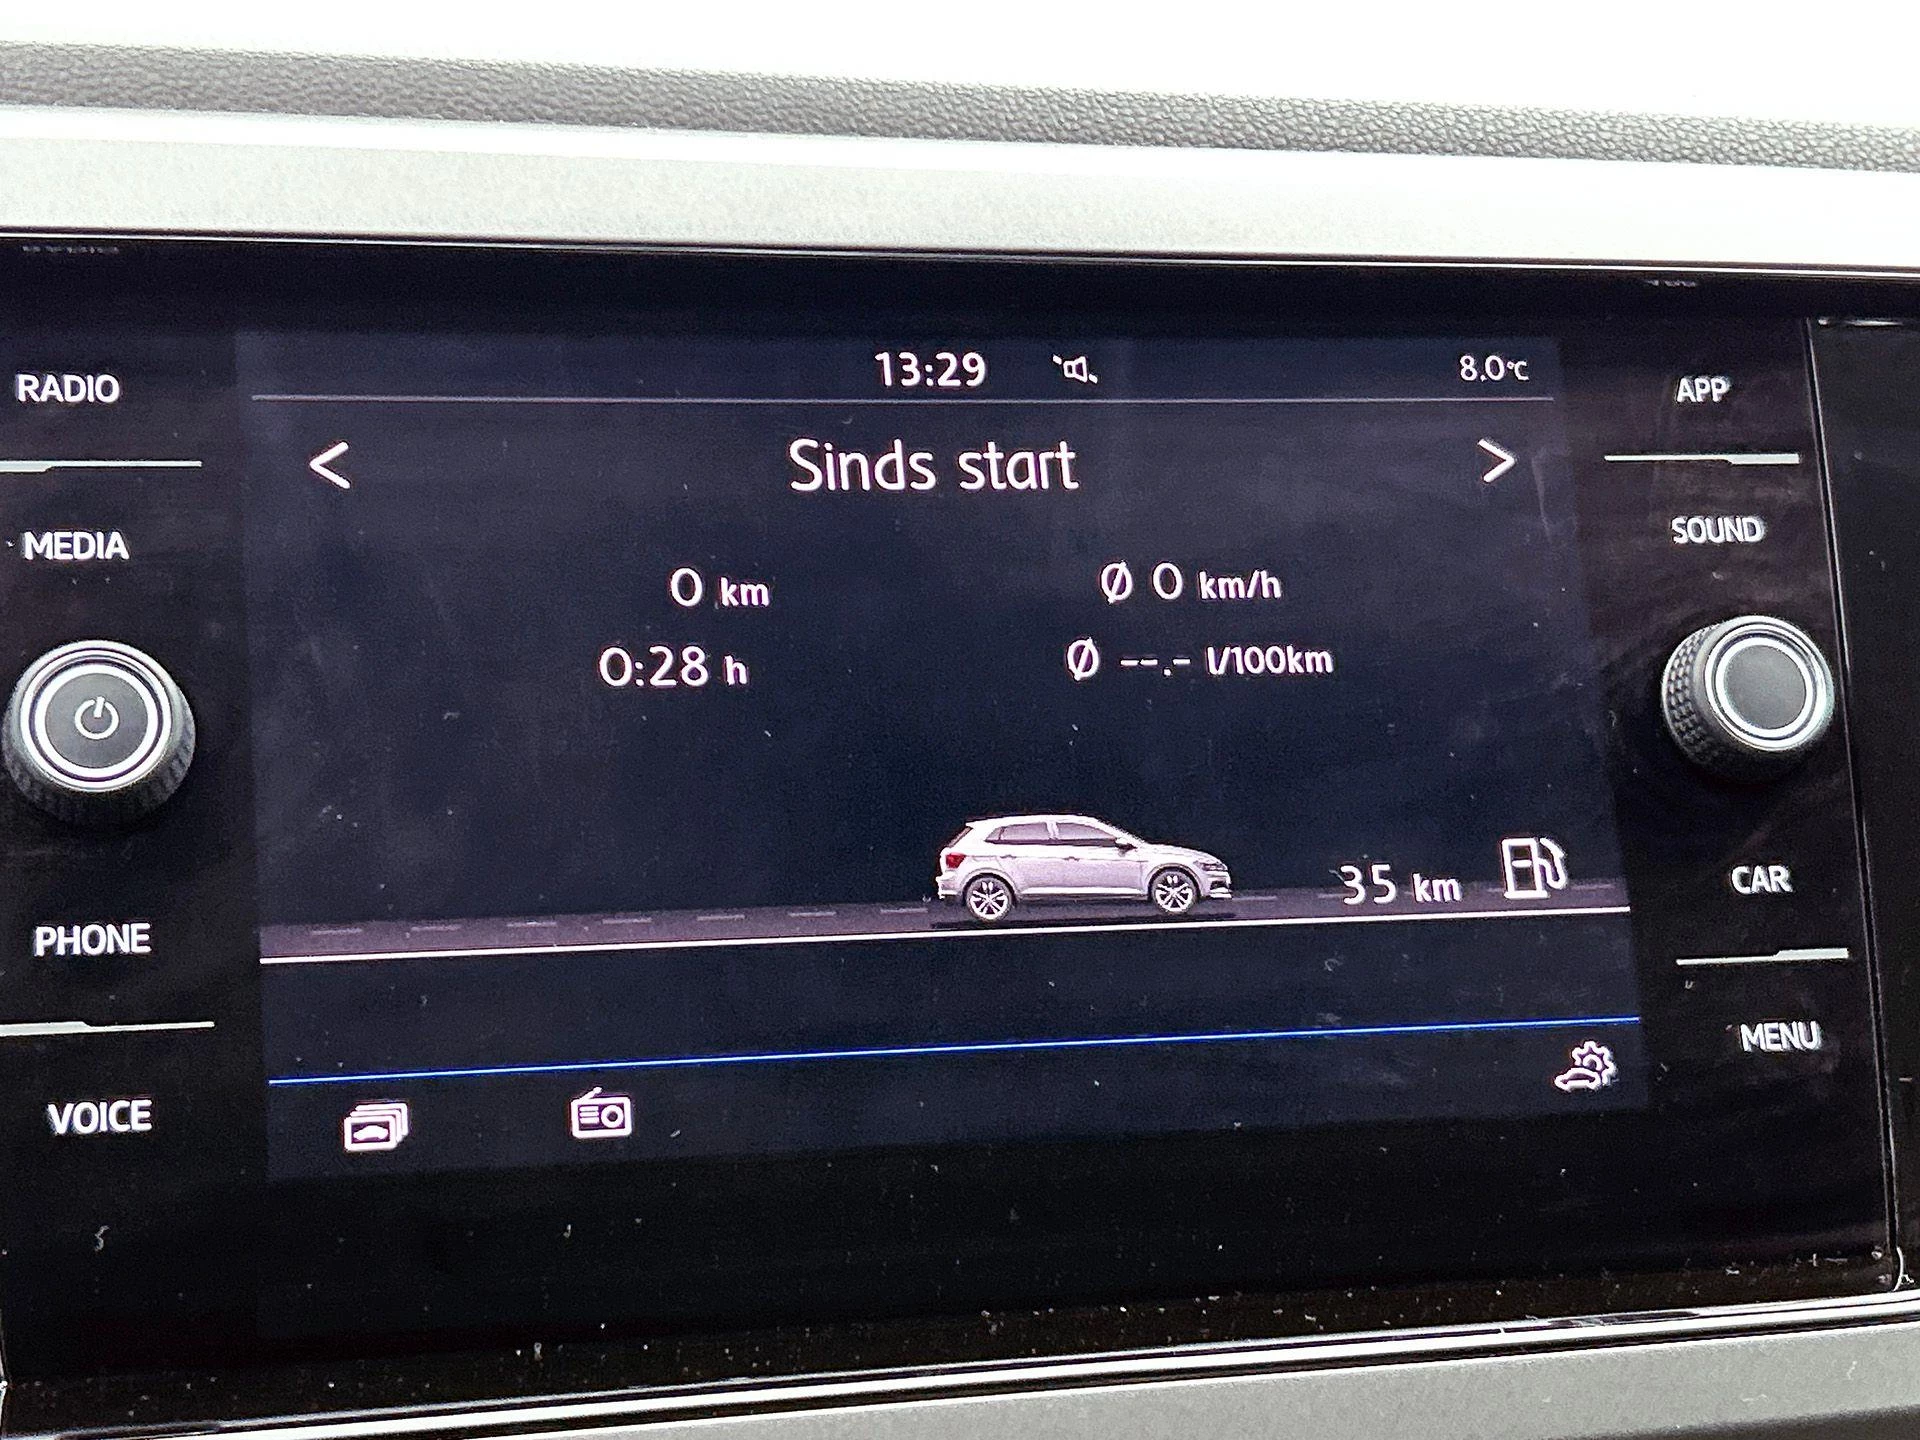 13:29
8.0°C
RADIO
APP
< Sinds start >
MEDIA
SOUND
0 km
Ø 0 km/h
0:28 h
Ø --.- l/100km
35 km
CAR
PHONE
MENU
VOICE